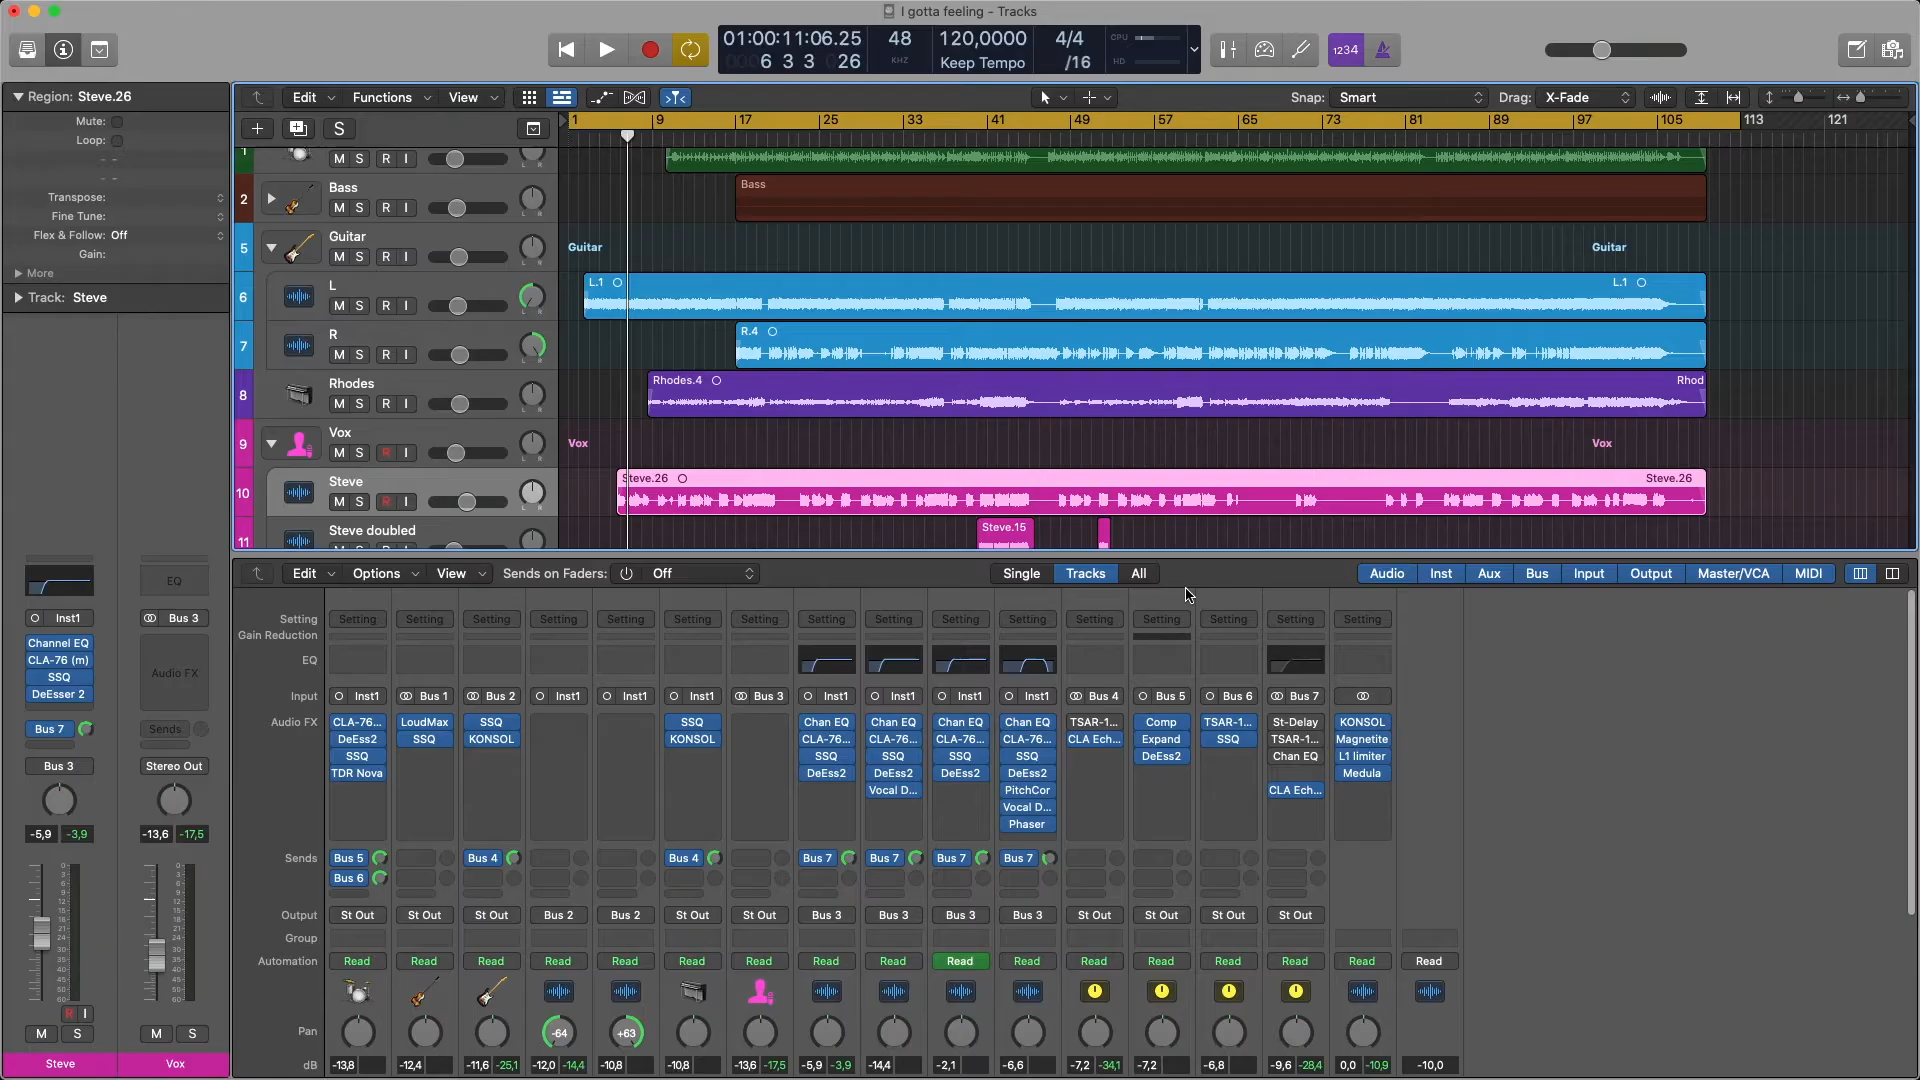 I gotta feeling - Tracks
01:00:11:06.25
6 3 3 26
48
KHZ
120,0000
Keep Tempo
4/4
/16
CPU
HD
1234
Region: Steve.26
Mute:
Loop:
Transpose:
Fine Tune:
Flex & Follow: Off
Gain:
More
Track: Steve
Edit Functions View
Snap: Smart
Drag: X-Fade
S
1 9 17 25 33 41 49 57 65 73 81 89 97 105 113 121
1
M S R I
2
Bass
M S R I
Bass
5
Guitar
M S R I
Guitar
Guitar
6
L
M S R I
L.1
L.1
7
R
M S R I
R.4
8
Rhodes
M S R I
Rhodes.4
Rhod
9
Vox
M S R I
Vox
Vox
10
Steve
M S R I
Steve.26
Steve.26
11
Steve doubled
Steve.15
Edit Options View Sends on Faders: Off
Single Tracks All
Audio Inst Aux Bus Input Output Master/VCA MIDI
EQ
Inst1 Bus 3
Channel EQ
CLA-76 (m)
SSQ
DeEsser 2
Audio FX
Bus 7 Sends
Bus 3 Stereo Out
-5,9 -3,9 -13,6 -17,5
R I
M S M S
Steve Vox
Setting Setting Setting Setting Setting Setting Setting Setting Setting Setting Setting Setting Setting Setting Setting Setting Setting
Gain Reduction
EQ
Input Inst1 Bus 1 Bus 2 Inst1 Inst1 Inst1 Bus 3 Inst1 Inst1 Inst1 Inst1 Bus 4 Bus 5 Bus 6 Bus 7
Audio FX CLA-76... LoudMax SSQ SSQ Chan EQ Chan EQ Chan EQ Chan EQ TSAR-1... Comp TSAR-1... St-Delay KONSOL
DeEss2 SSQ KONSOL KONSOL CLA-76... CLA-76... CLA-76... CLA-76... CLA Ech... Expand SSQ TSAR-1... Magnetite
SSQ SSQ SSQ SSQ SSQ DeEss2 Chan EQ L1 limiter
TDR Nova DeEss2 DeEss2 DeEss2 DeEss2 Medula
Vocal D... PitchCor CLA Ech...
Vocal D...
Phaser
Sends Bus 5 Bus 4 Bus 4 Bus 7 Bus 7 Bus 7 Bus 7
Bus 6
Output St Out St Out St Out Bus 2 Bus 2 St Out St Out Bus 3 Bus 3 Bus 3 Bus 3 St Out St Out St Out St Out
Group
Automation Read Read Read Read Read Read Read Read Read Read Read Read Read Read Read Read Read
Pan -64 +63
dB -13,8 -12,4 -11,6 -25,1 -12,0 -14,4 -10,8 -10,8 -13,6 -17,5 -5,9 -3,9 -14,4 -2,1 -6,6 -7,2 -34,1 -7,2 -6,8 -9,6 -28,4 0,0 -10,9 -10,0